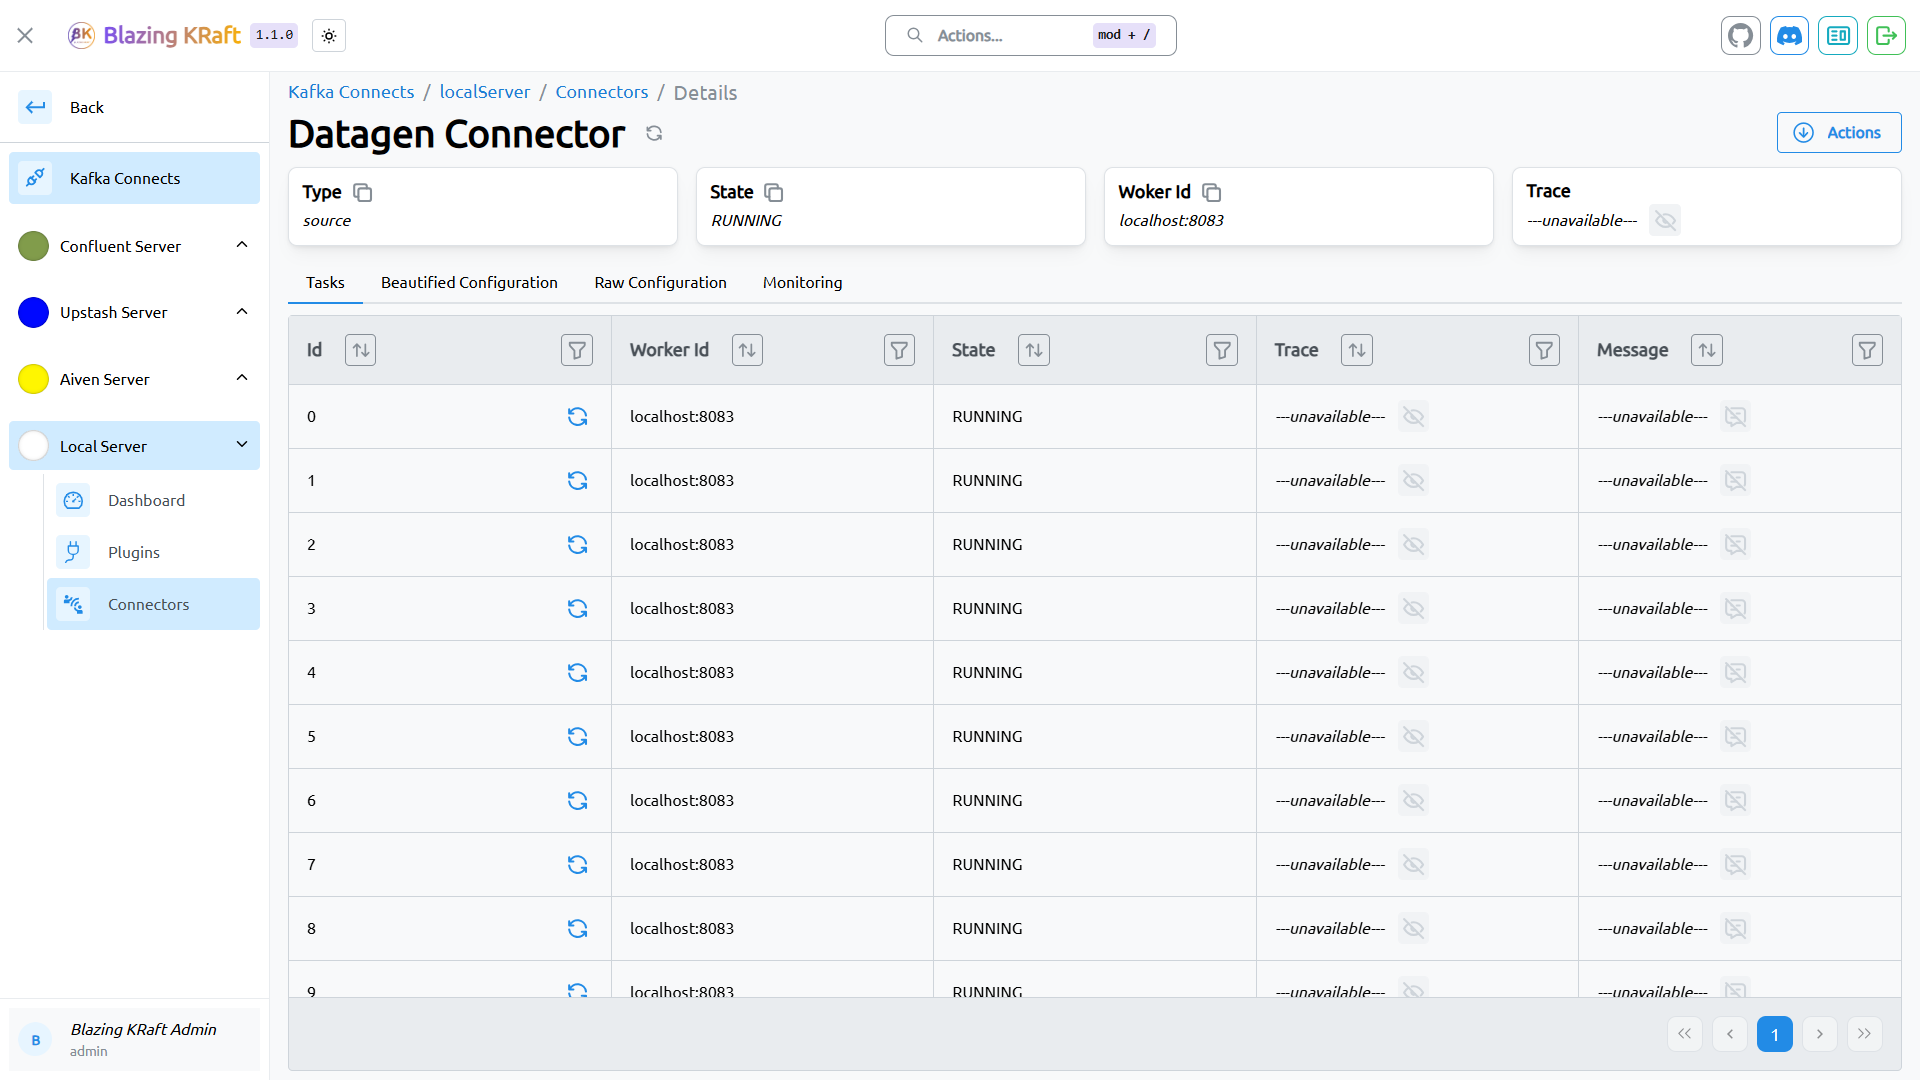 Blazing KRaft 1.1.0
Actions... mod + /
Back
Kafka Connects
Confluent Server
Upstash Server
Aiven Server
Local Server
Dashboard
Plugins
Connectors
Blazing KRaft Admin
B
admin
Kafka Connects / localServer / Connectors / Details
Datagen Connector
Actions
Type
source
State
RUNNING
Woker Id
localhost:8083
Trace
---unavailable---
Tasks Beautified Configuration Raw Configuration Monitoring
Id Worker Id State Trace Message
0 localhost:8083 RUNNING ---unavailable--- ---unavailable---
1 localhost:8083 RUNNING ---unavailable--- ---unavailable---
2 localhost:8083 RUNNING ---unavailable--- ---unavailable---
3 localhost:8083 RUNNING ---unavailable--- ---unavailable---
4 localhost:8083 RUNNING ---unavailable--- ---unavailable---
5 localhost:8083 RUNNING ---unavailable--- ---unavailable---
6 localhost:8083 RUNNING ---unavailable--- ---unavailable---
7 localhost:8083 RUNNING ---unavailable--- ---unavailable---
8 localhost:8083 RUNNING ---unavailable--- ---unavailable---
9 localhost:8083 RUNNING ---unavailable--- ---unavailable---
1